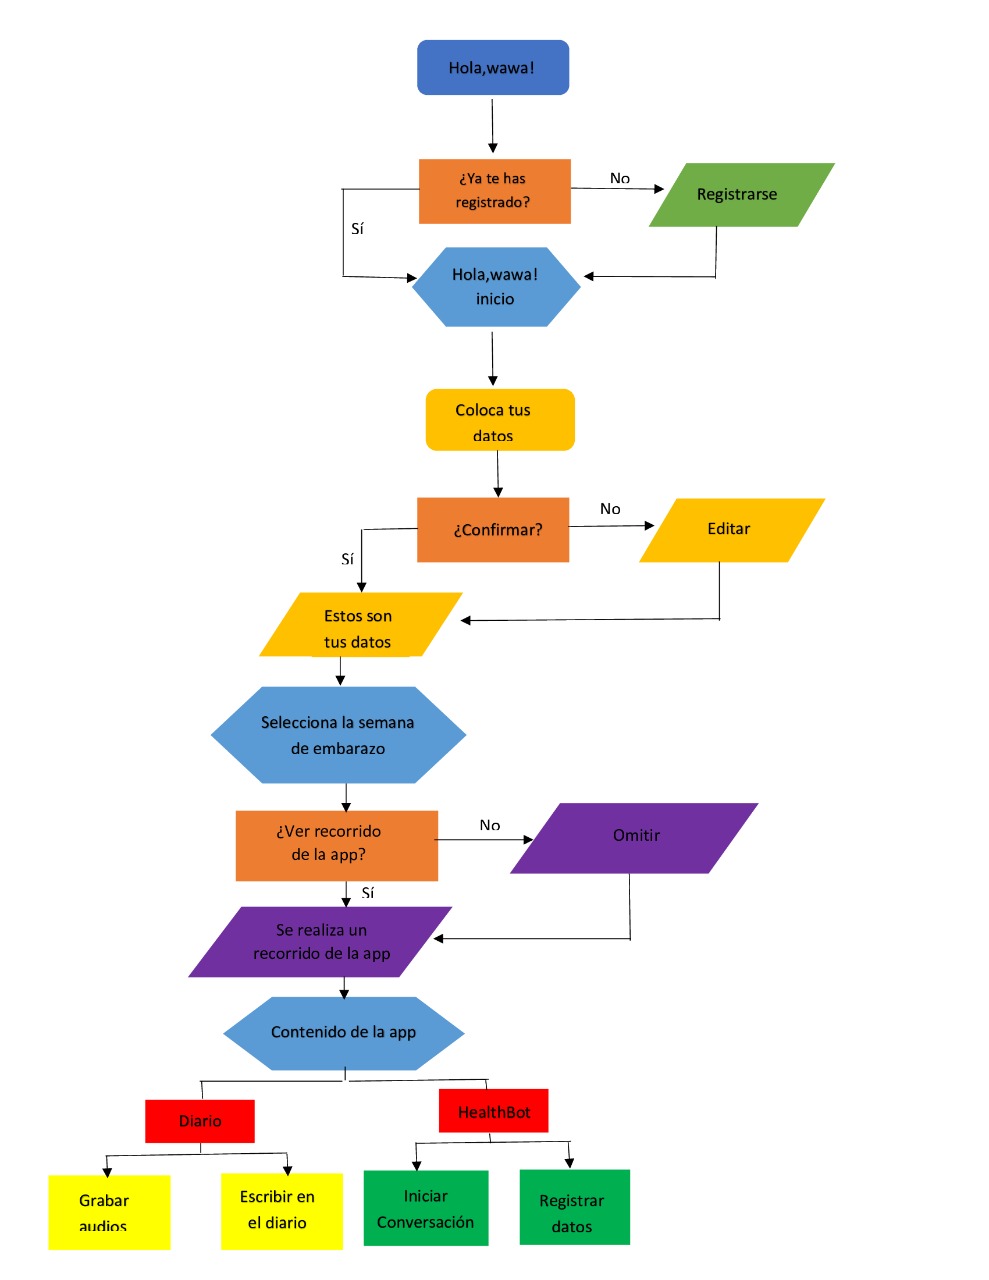 Hola,wawa!
¿Ya te has
registrado?
No
Registrarse
Sí
Hola,wawa!
inicio
Coloca tus
datos
¿Confirmar?
No
Editar
Sí
Estos son
tus datos
Selecciona la semana
de embarazo
¿Ver recorrido
de la app?
No
Omitir
Sí
Se realiza un
recorrido de la app
Contenido de la app
Diario
HealthBot
Grabar
audios
Escribir en
el diario
Iniciar
Conversación
Registrar
datos